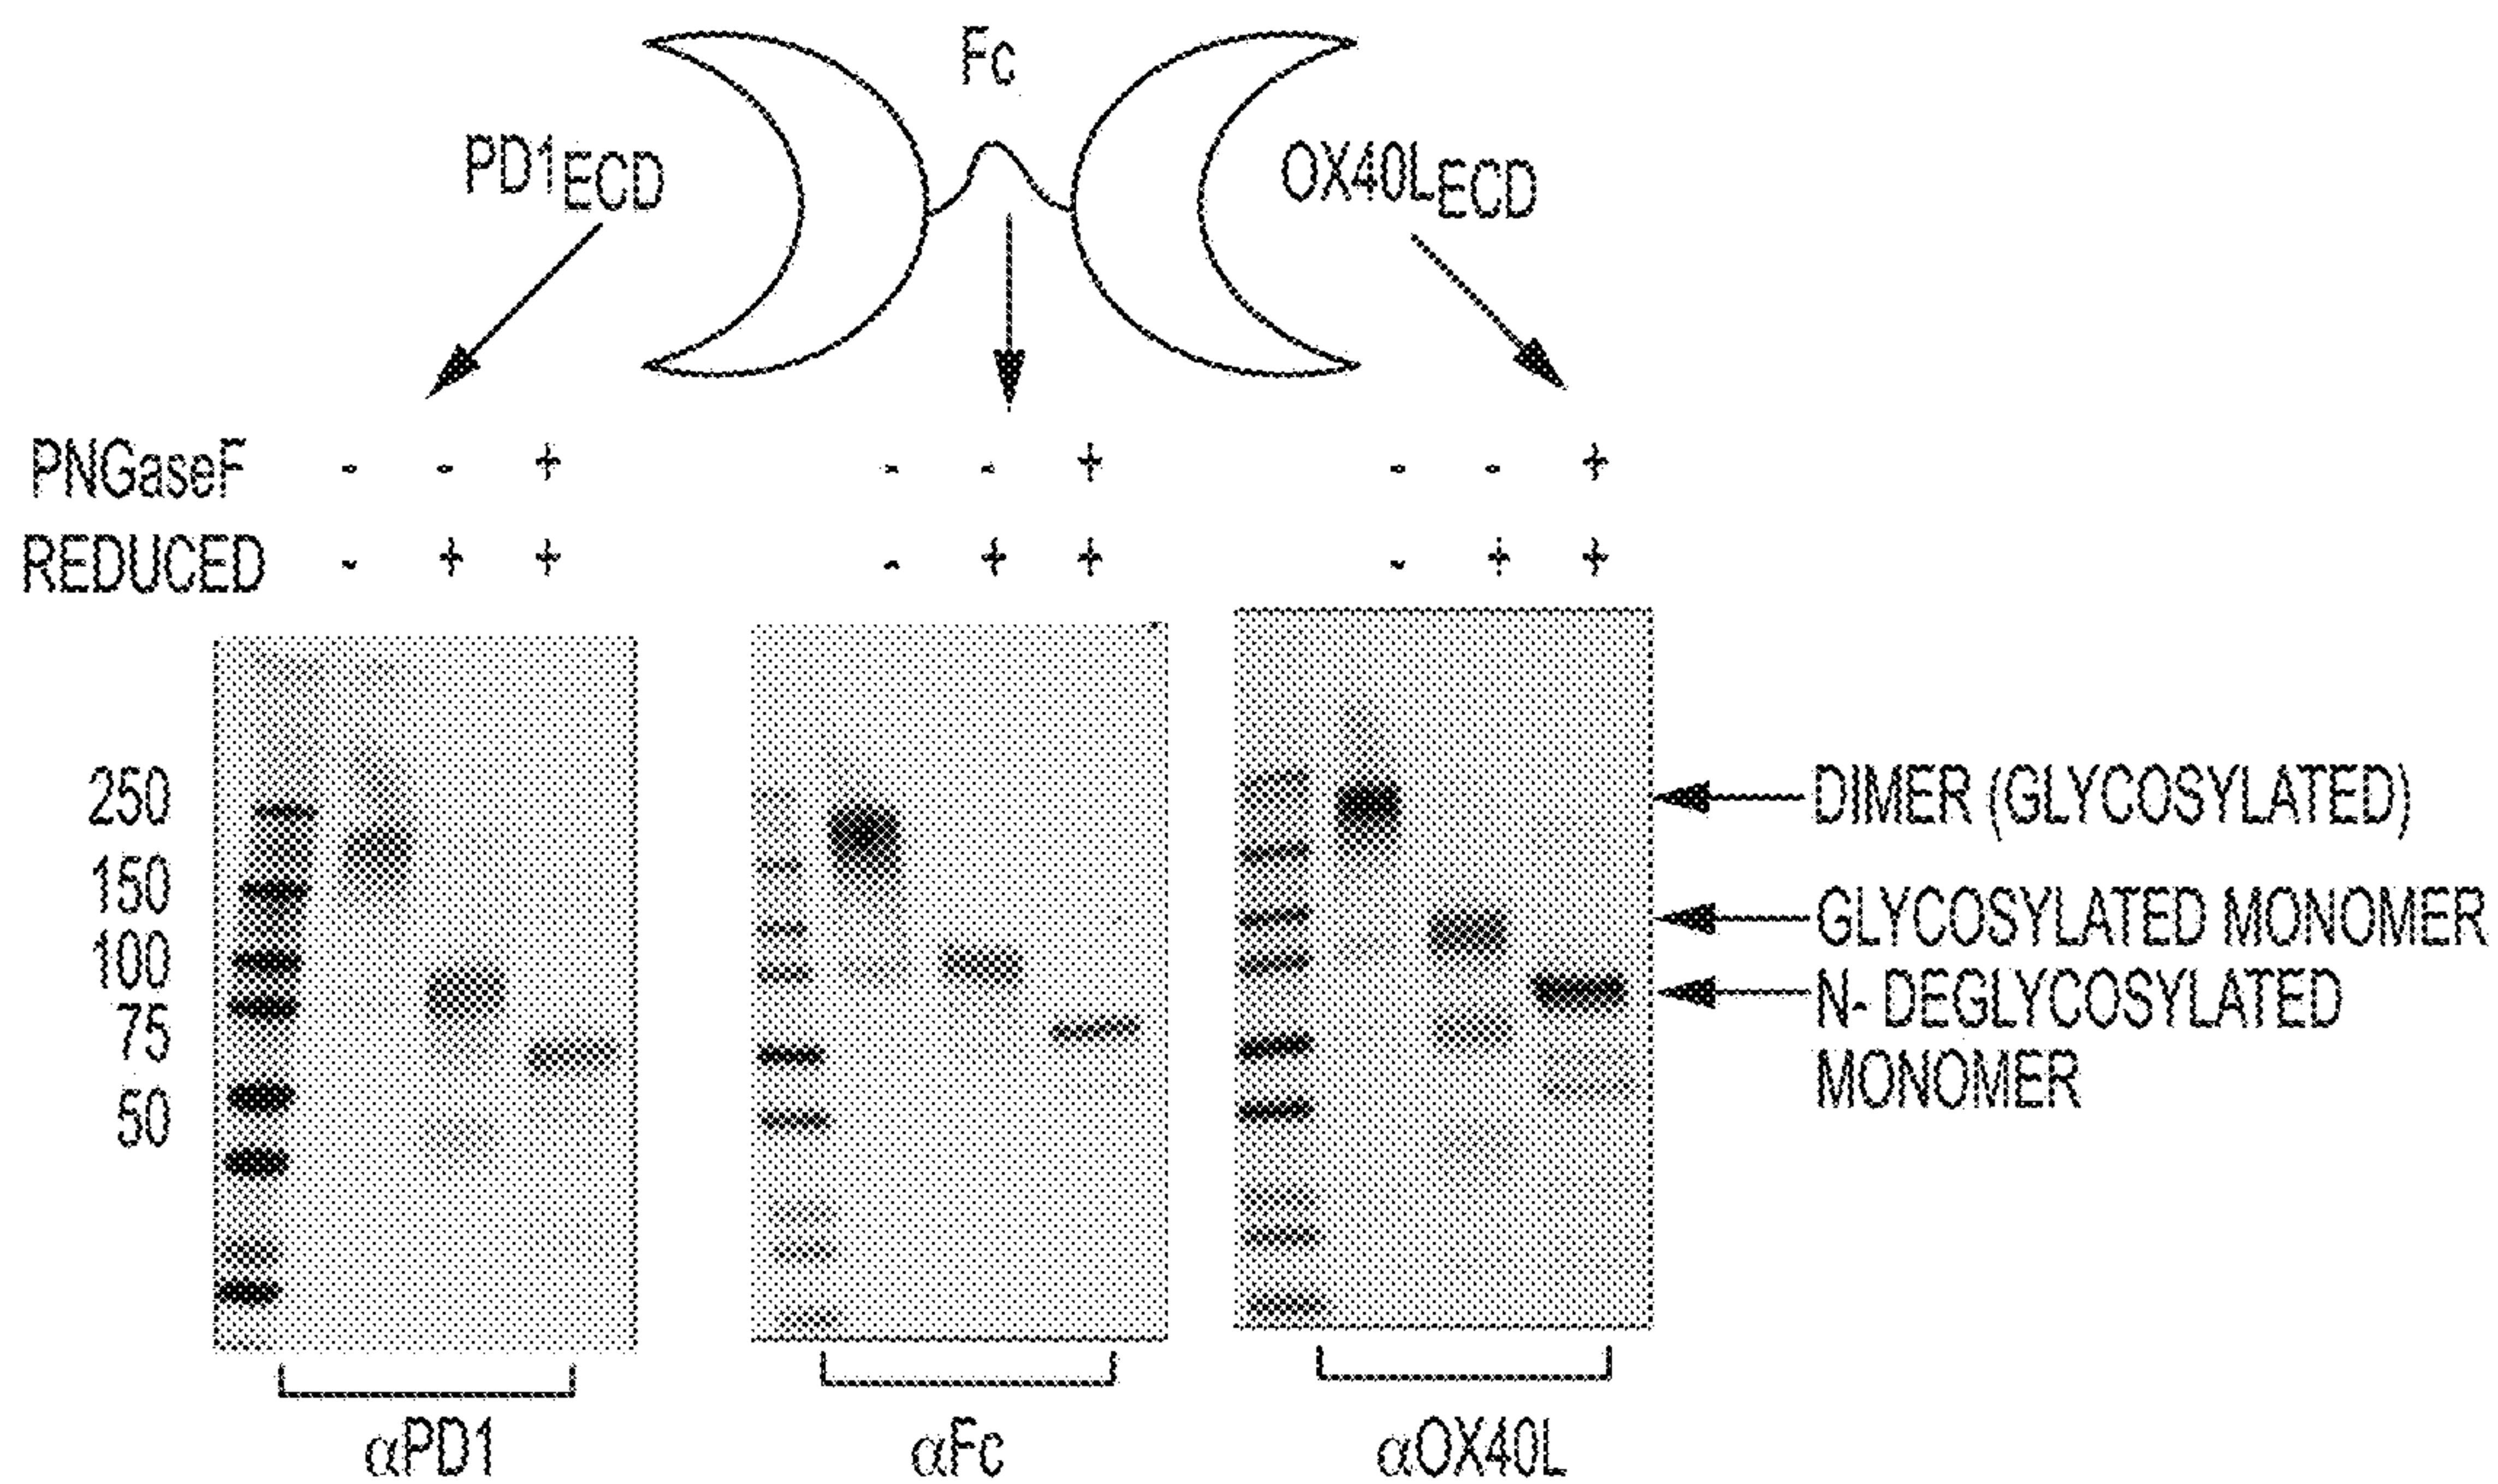 Fc
PD1ECD
OX40LECD
PNGaseF - - + - - + - - +
REDUCED - + + - + + - + +
250
150
100
75
50
DIMER (GLYCOSYLATED)
GLYCOSYLATED MONOMER
N- DEGLYCOSYLATED
MONOMER
αPD1
αFc
αOX40L